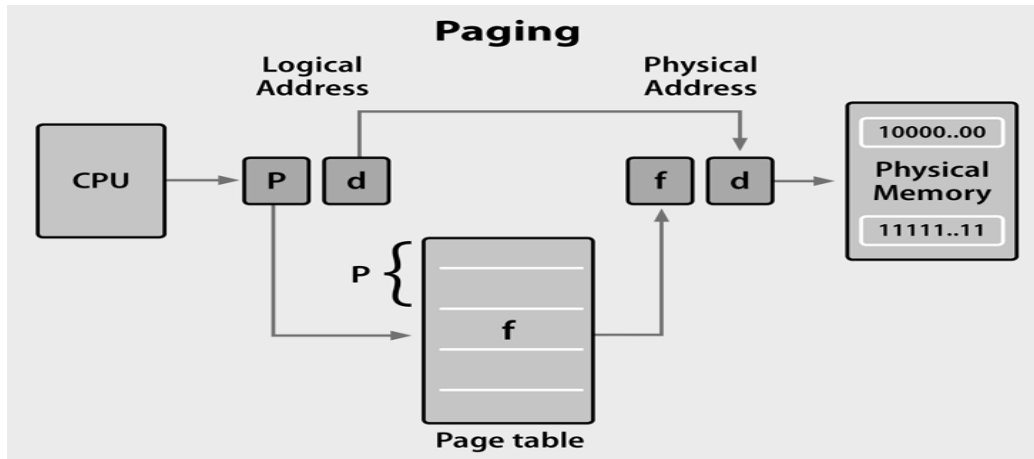 Paging
Logical
Address
Physical
Address
CPU
P
d
f
d
10000..00
Physical
Memory
11111..11
P
f
Page table